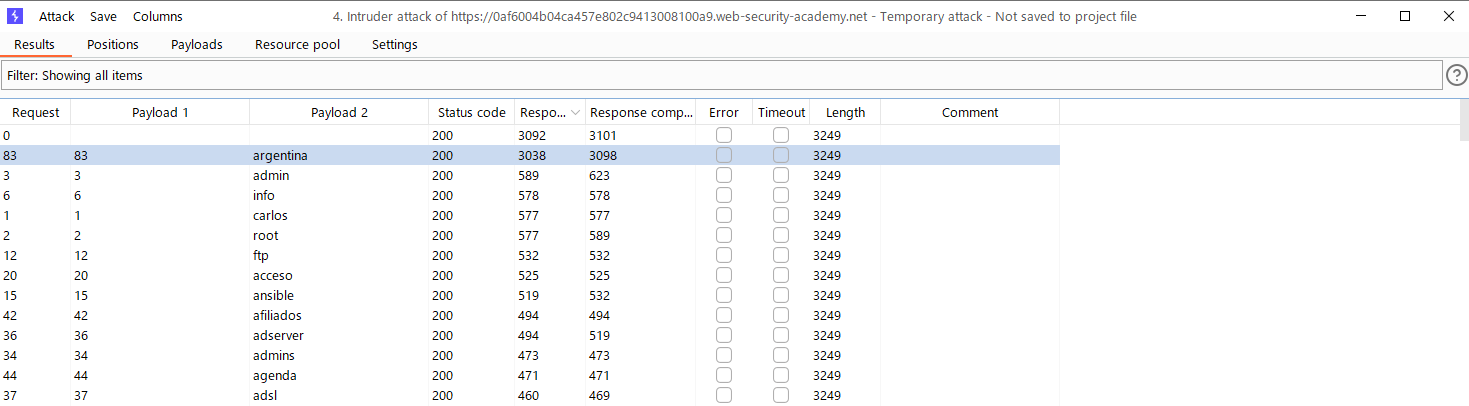 Attack Save Columns 4. Intruder attack of https://0af6004b04ca457e802c9413008100a9.web-security-academy.net - Temporary attack - Not saved to project file
Results Positions Payloads Resource pool Settings
Filter: Showing all items
?
Request Payload 1 Payload 2 Status code Respo... Response comp... Error Timeout Length Comment
0 200 3092 3101 3249
83 83 argentina 200 3038 3098 3249
3 3 admin 200 589 623 3249
6 6 info 200 578 578 3249
1 1 carlos 200 577 577 3249
2 2 root 200 577 589 3249
12 12 ftp 200 532 532 3249
20 20 acceso 200 525 525 3249
15 15 ansible 200 519 532 3249
42 42 afiliados 200 494 494 3249
36 36 adserver 200 494 519 3249
34 34 admins 200 473 473 3249
44 44 agenda 200 471 471 3249
37 37 adsl 200 460 469 3249